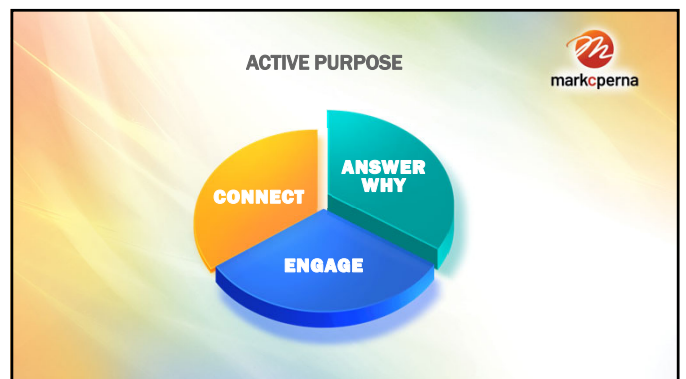 ACTIVE PURPOSE
markcperna
ANSWER
WHY
CONNECT
ENGAGE